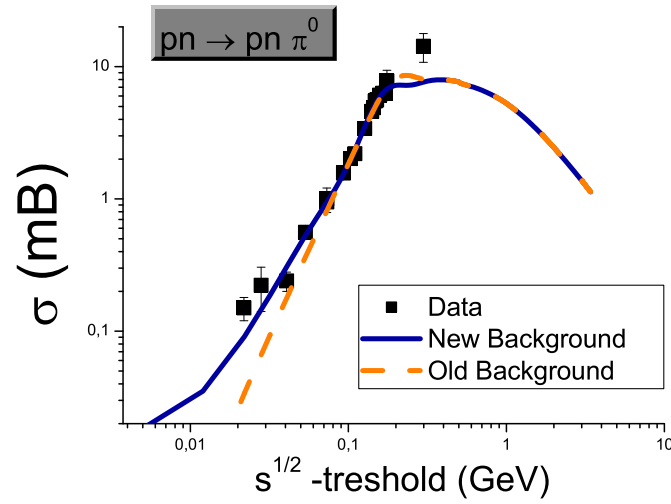 pn → pn π⁰
10
1
0,1
σ (mB)
Data
New Background
Old Background
0,01
0,1
1
10
s^{1/2} -treshold (GeV)